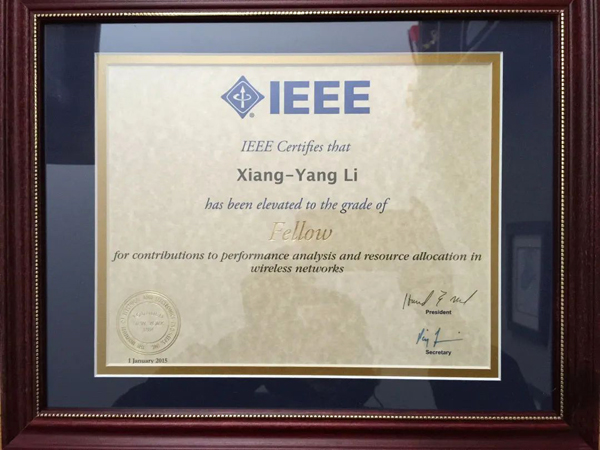 IEEE
IEEE Certifies that
Xiang-Yang Li
has been elevated to the grade of
Fellow
for contributions to performance analysis and resource allocation in
wireless networks
President
Secretary
1 January 2015